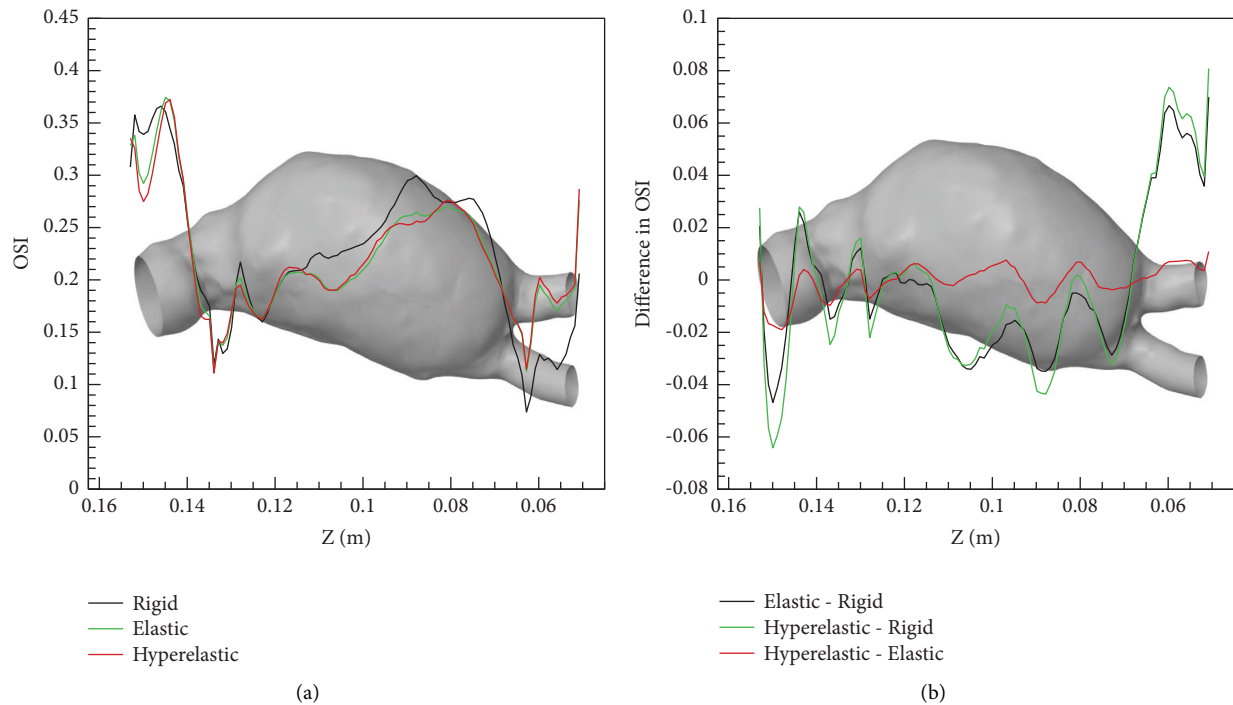 0.45
0.4
0.35
0.3
0.25
0.2
0.15
0.1
0.05
0
OSI
0.16
0.14
0.12
0.1
0.08
0.06
Z (m)
Rigid
Elastic
Hyperelastic
(a)
0.1
0.08
0.06
0.04
0.02
0
-0.02
-0.04
-0.06
-0.08
Difference in OSI
0.16
0.14
0.12
0.1
0.08
0.06
Z (m)
Elastic - Rigid
Hyperelastic - Rigid
Hyperelastic - Elastic
(b)